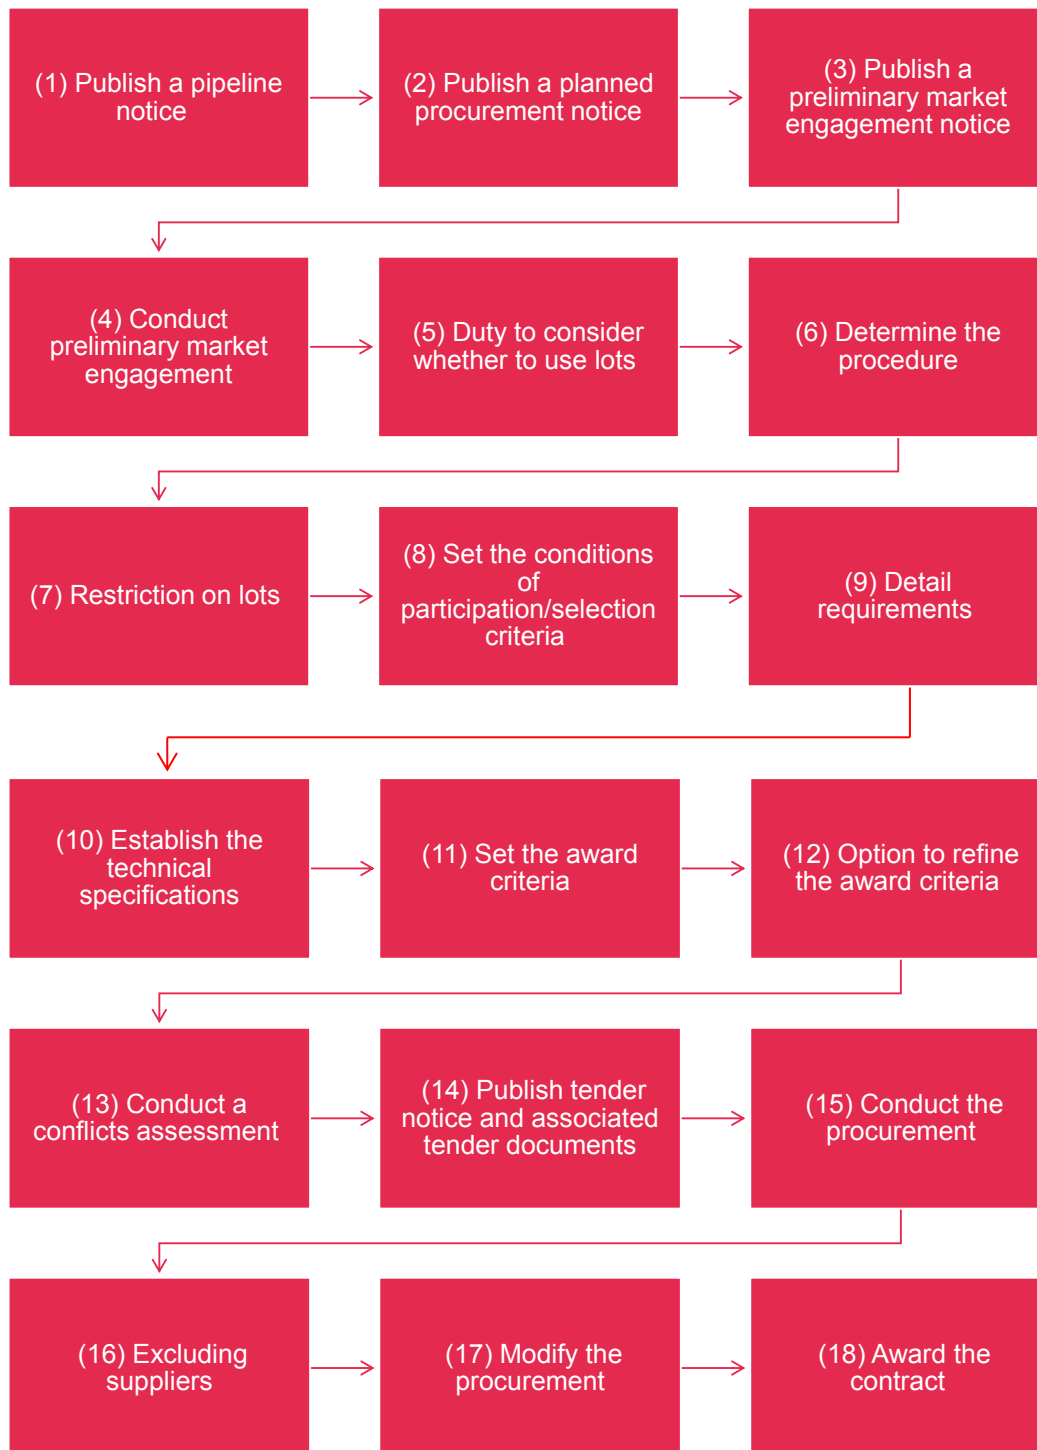 (1) Publish a pipeline
notice
(2) Publish a planned
procurement notice
(3) Publish a
preliminary market
engagement notice
(4) Conduct
preliminary market
engagement
(5) Duty to consider
whether to use lots
(6) Determine the
procedure
(7) Restriction on lots
(8) Set the conditions
of
participation/selection
criteria
(9) Detail
requirements
(10) Establish the
technical
specifications
(11) Set the award
criteria
(12) Option to refine
the award criteria
(13) Conduct a
conflicts assessment
(14) Publish tender
notice and associated
tender documents
(15) Conduct the
procurement
(16) Excluding
suppliers
(17) Modify the
procurement
(18) Award the
contract